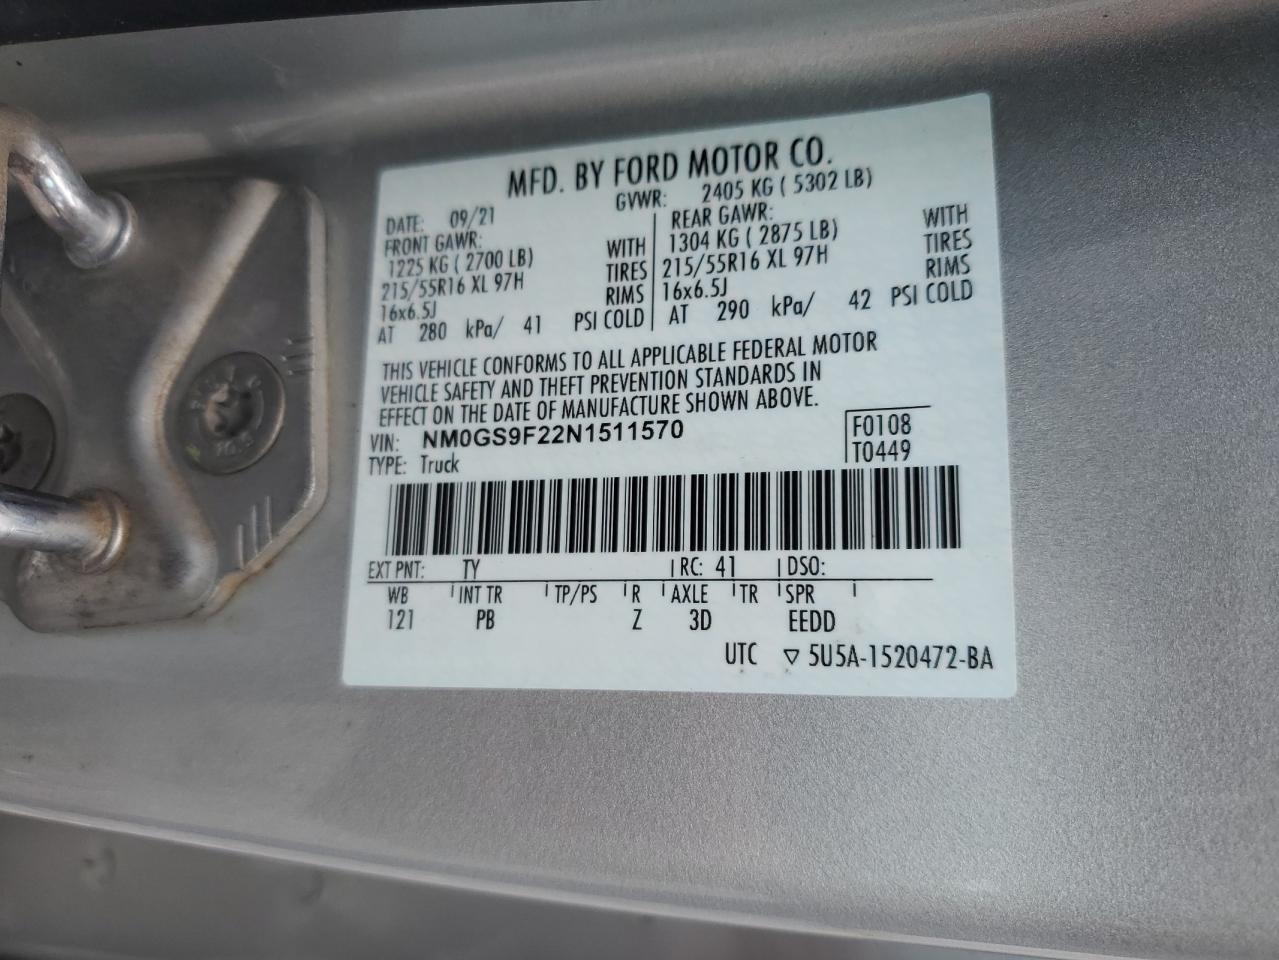 MFD. BY FORD MOTOR CO.
DATE: 09/21 GVWR: 2405 KG ( 5302 LB)
FRONT GAWR: REAR GAWR:
1225 KG ( 2700 LB) WITH 1304 KG ( 2875 LB) WITH
215/55R16 XL 97H TIRES 215/55R16 XL 97H TIRES
16x6.5J RIMS 16x6.5J RIMS
AT 280 kPa/ 41 PSI COLD AT 290 kPa/ 42 PSI COLD
THIS VEHICLE CONFORMS TO ALL APPLICABLE FEDERAL MOTOR
VEHICLE SAFETY AND THEFT PREVENTION STANDARDS IN
EFFECT ON THE DATE OF MANUFACTURE SHOWN ABOVE.
VIN: NM0GS9F22N1511570 F0108
TYPE: Truck T0449
EXT PNT: TY RC: 41 DSO:
WB INT TR TP/PS R AXLE TR SPR
121 PB Z 3D EEDD
UTC ▽ 5U5A-1520472-BA